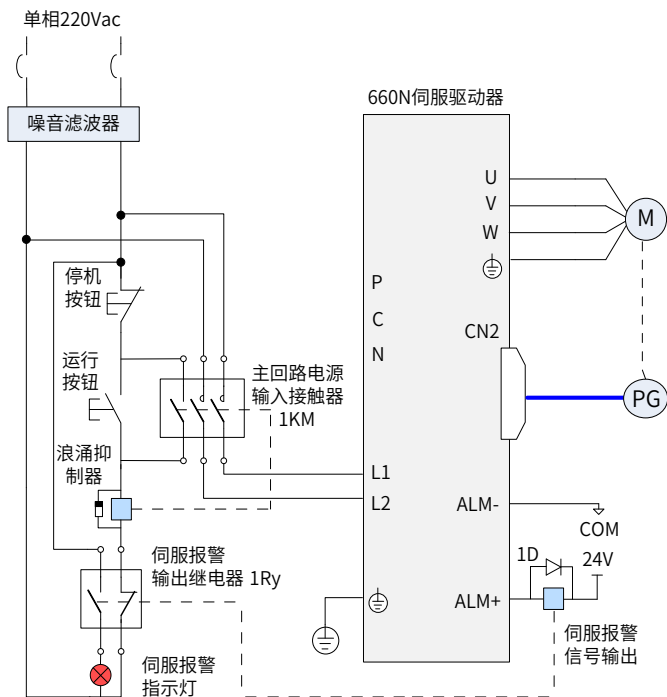 单相220Vac
噪音滤波器
660N伺服驱动器
U
V
W
M
停机
按钮
P
C
N
CN2
PG
运行
按钮
主回路电源
输入接触器
1KM
浪涌抑
制器
L1
L2
ALM-
COM
伺服报警
输出继电器 1Ry
1D
24V
ALM+
伺服报警
信号输出
伺服报警
指示灯